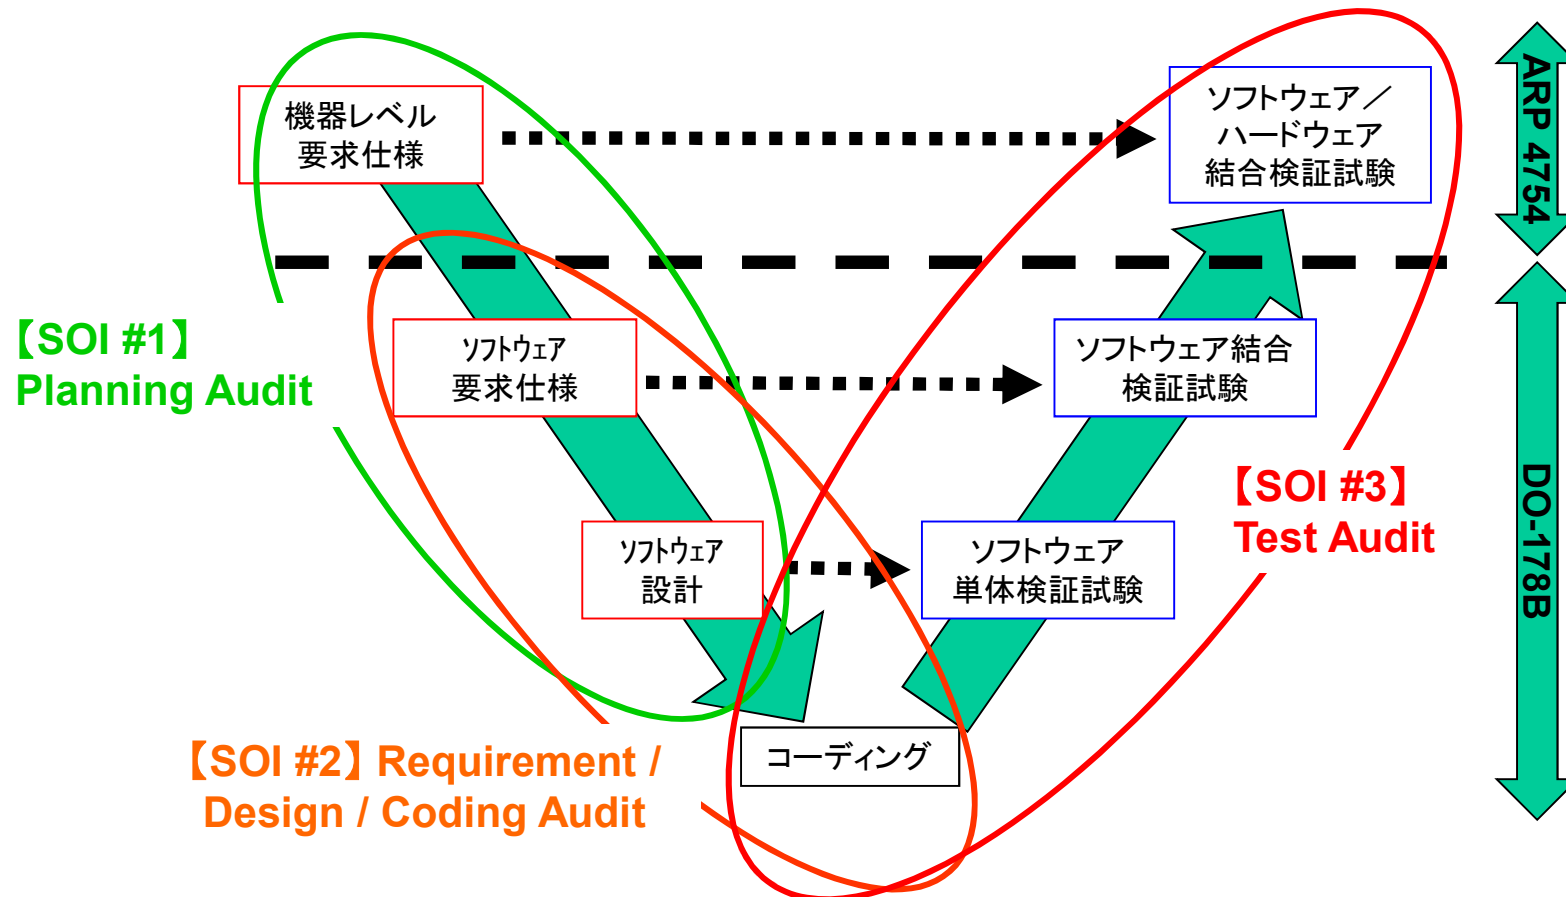 機器レベル
要求仕様
ソフトウェア／
ハードウェア
結合検証試験
ARP 4754
【SOI #1】
Planning Audit
ソフトウェア
要求仕様
ソフトウェア結合
検証試験
【SOI #3】
Test Audit
DO-178B
ソフトウェア
設計
ソフトウェア
単体検証試験
コーディング
【SOI #2】 Requirement /
Design / Coding Audit